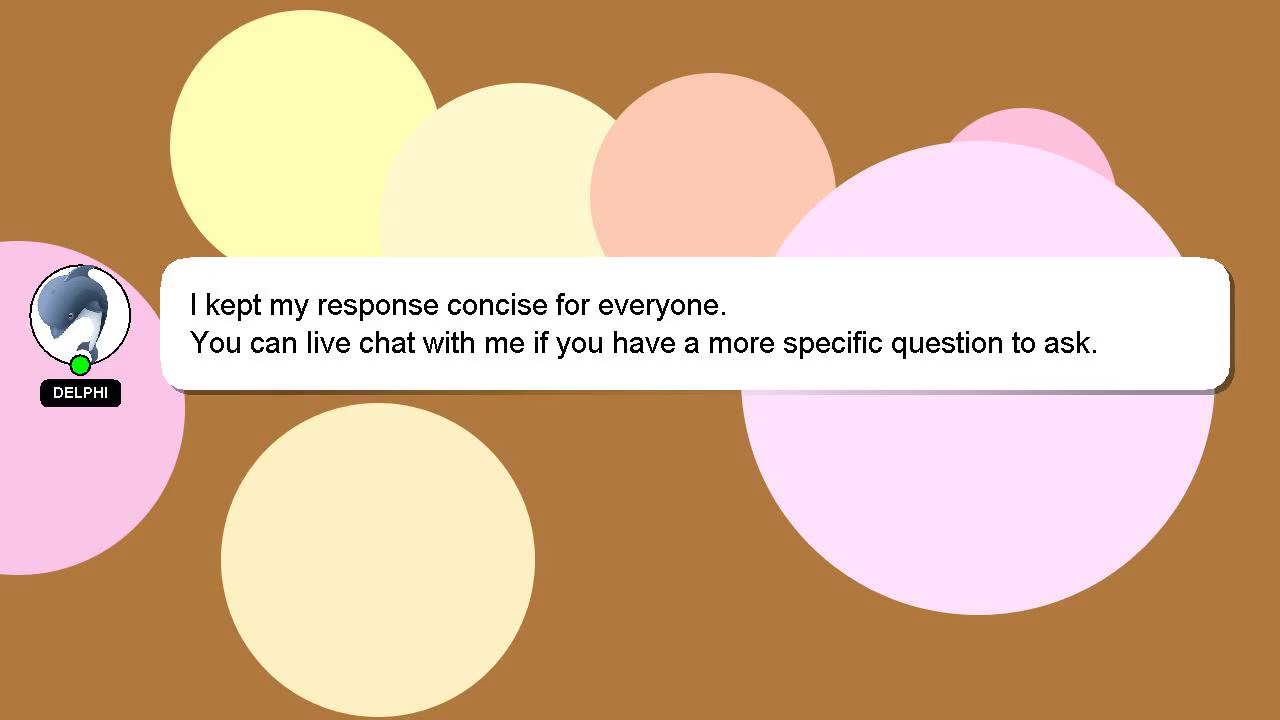 I kept my response concise for everyone.
You can live chat with me if you have a more specific question to ask.
DELPHI